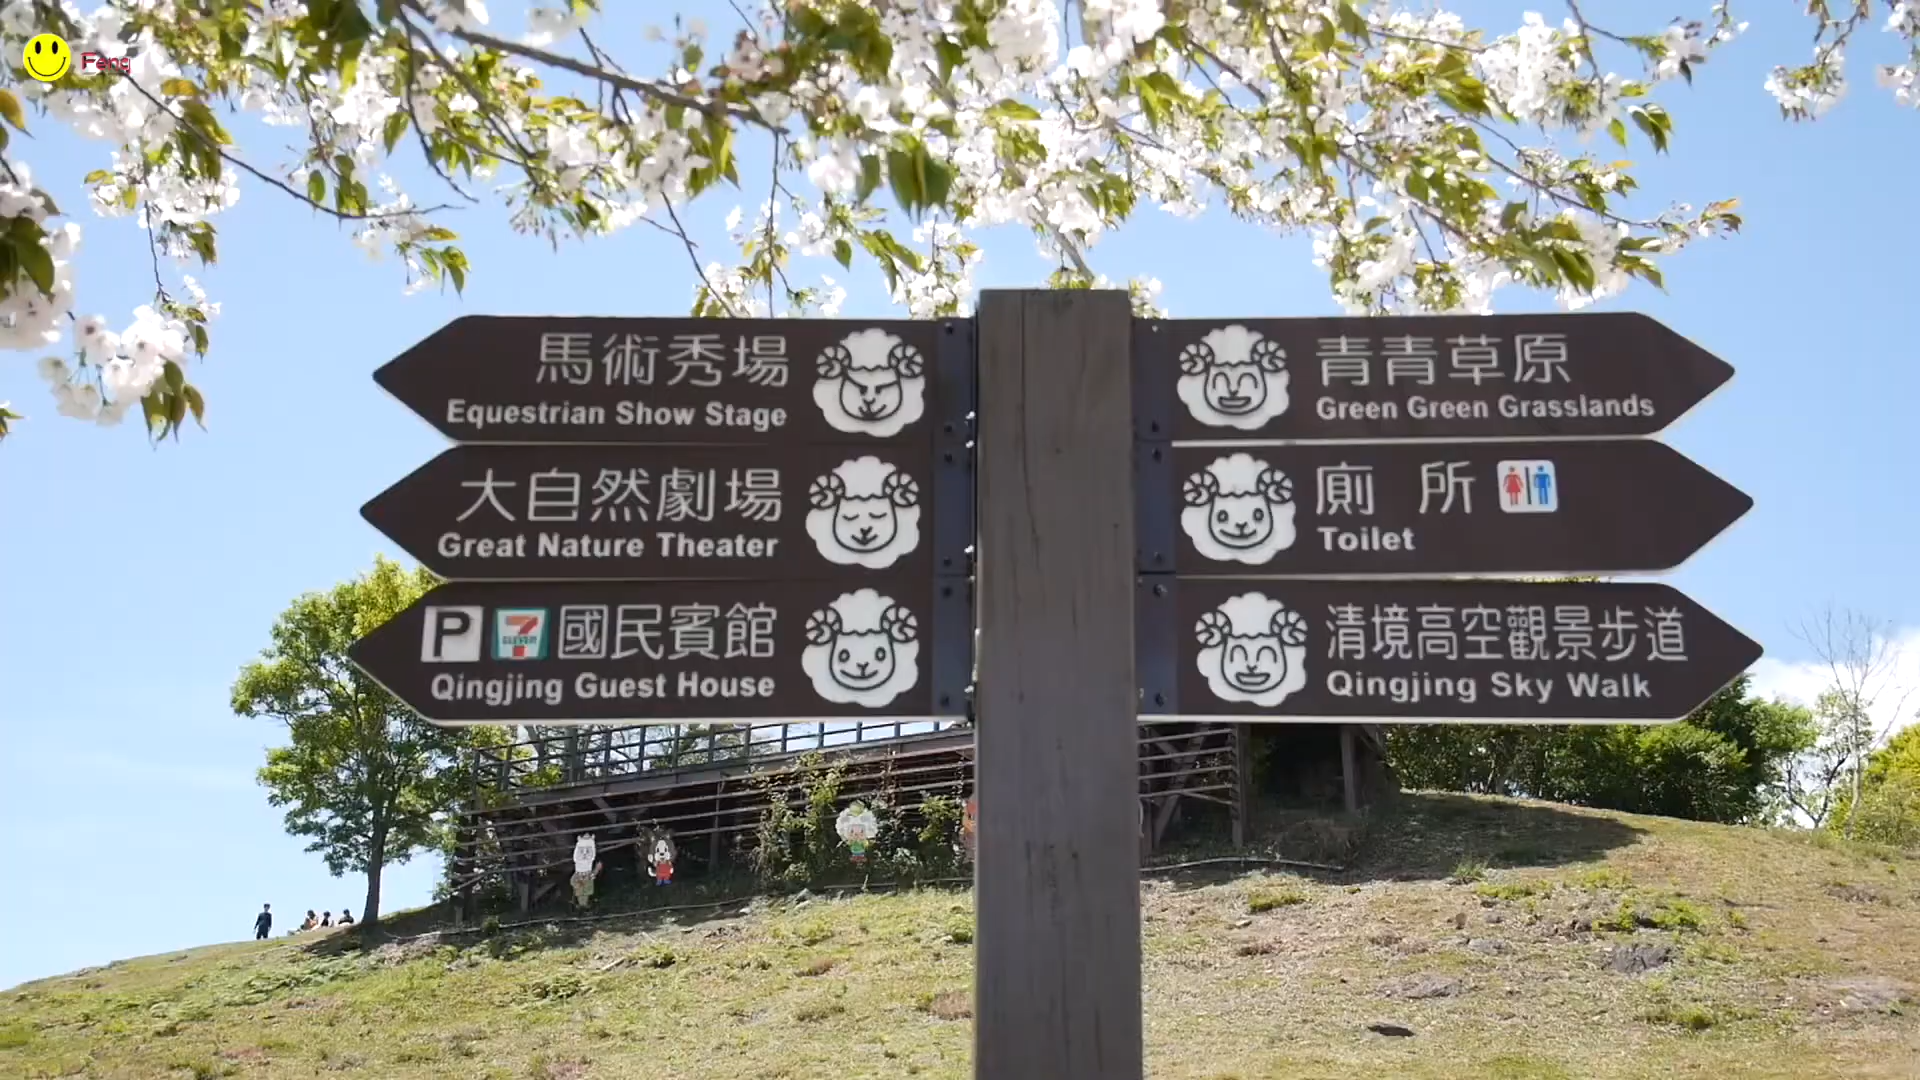 Feng
馬術秀場
Equestrian Show Stage
大自然劇場
Great Nature Theater
P 7 ELEVEN 國民賓館
Qingjing Guest House
青青草原
Green Green Grasslands
廁所
Toilet
清境高空觀景步道
Qingjing Sky Walk